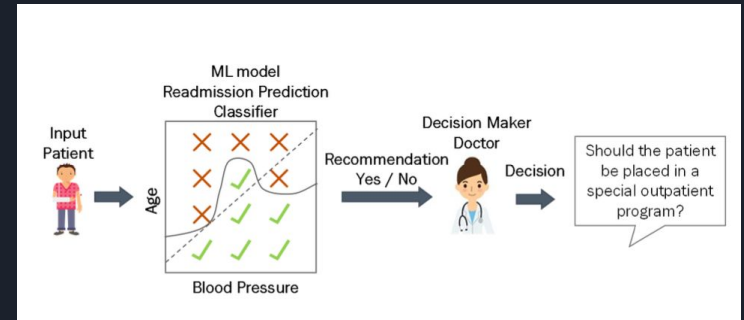 ML model
Readmission Prediction
Classifier
Input
Patient
Age
Blood Pressure
Recommendation
Yes / No
Decision Maker
Doctor
Decision
Should the patient
be placed in a
special outpatient
program?